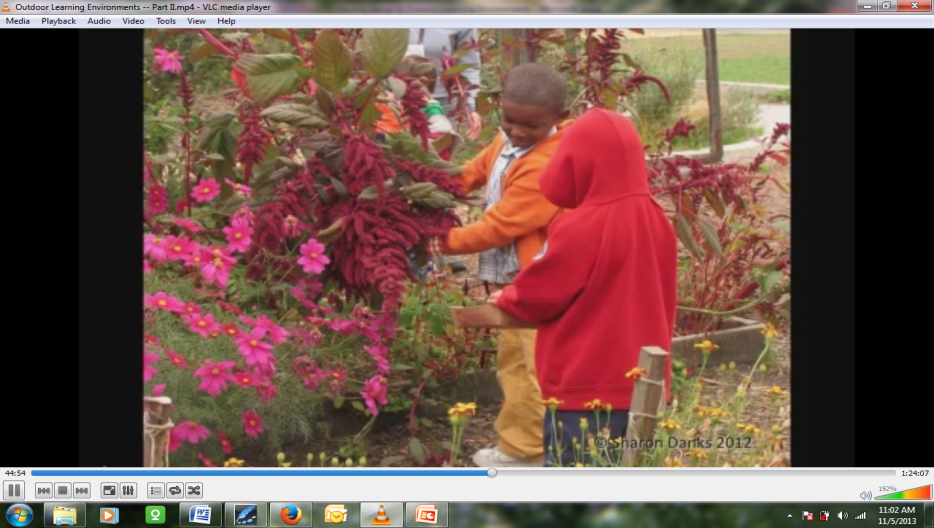 Outdoor Learning Environments -- Part II.mp4 - VLC media player
Media Playback Audio Video Tools View Help
© Sharon Danks 2012
44:54
1:24:07
192%
11:02 AM
11/5/2013